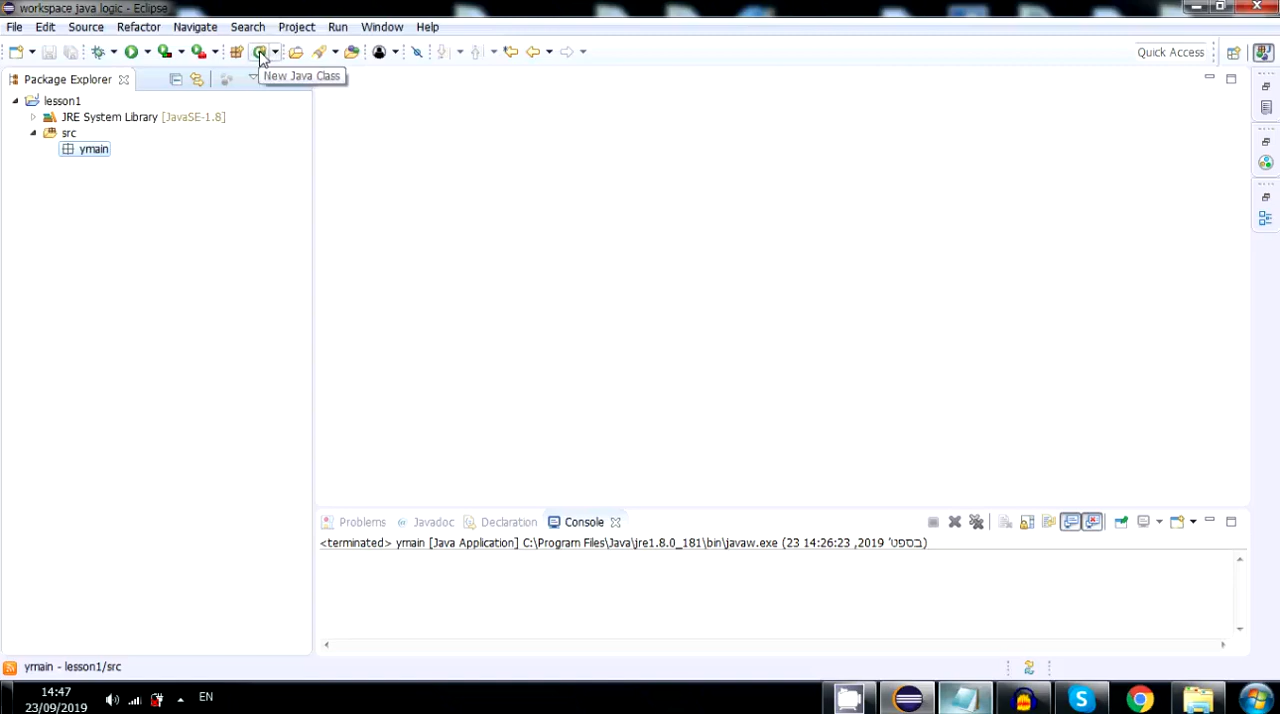 workspace java logic - Eclipse
File Edit Source Refactor Navigate Search Project Run Window Help
Quick Access
New Java Class
Package Explorer
lesson1
JRE System Library [JavaSE-1.8]
src
ymain
Problems Javadoc Declaration Console
<terminated> ymain [Java Application] C:\Program Files\Java\jre1.8.0_181\bin\javaw.exe (23 בספט׳ 2019, 14:26:23)
ymain - lesson1/src
14:47
23/09/2019
EN